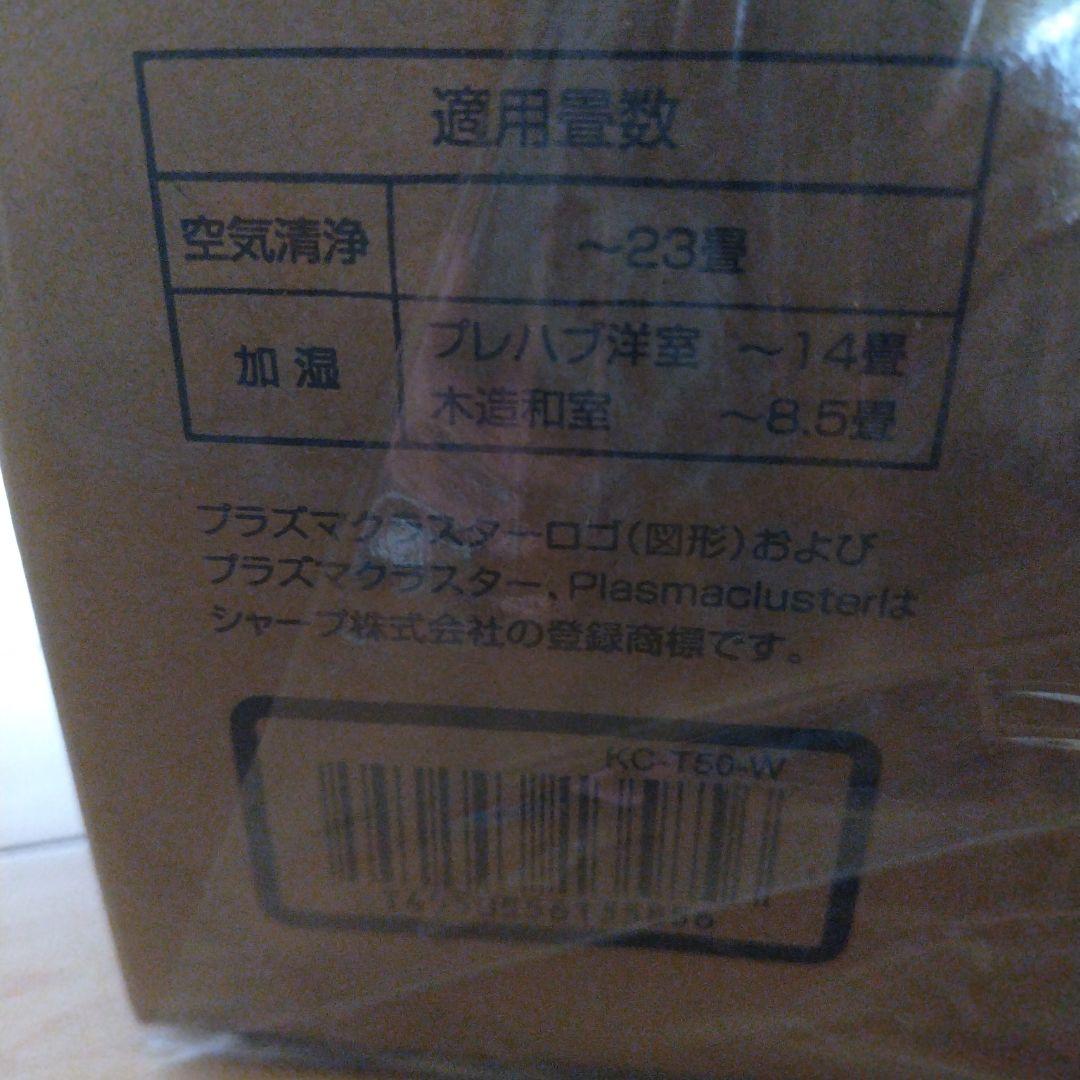 適用畳数
空気清浄 ～23畳
加湿 プレハブ洋室 ～14畳
木造和室 ～8.5畳
プラズマクラスターロゴ(図形)および
プラズマクラスター、Plasmaclusterは
シャープ株式会社の登録商標です。
KC-T50-W